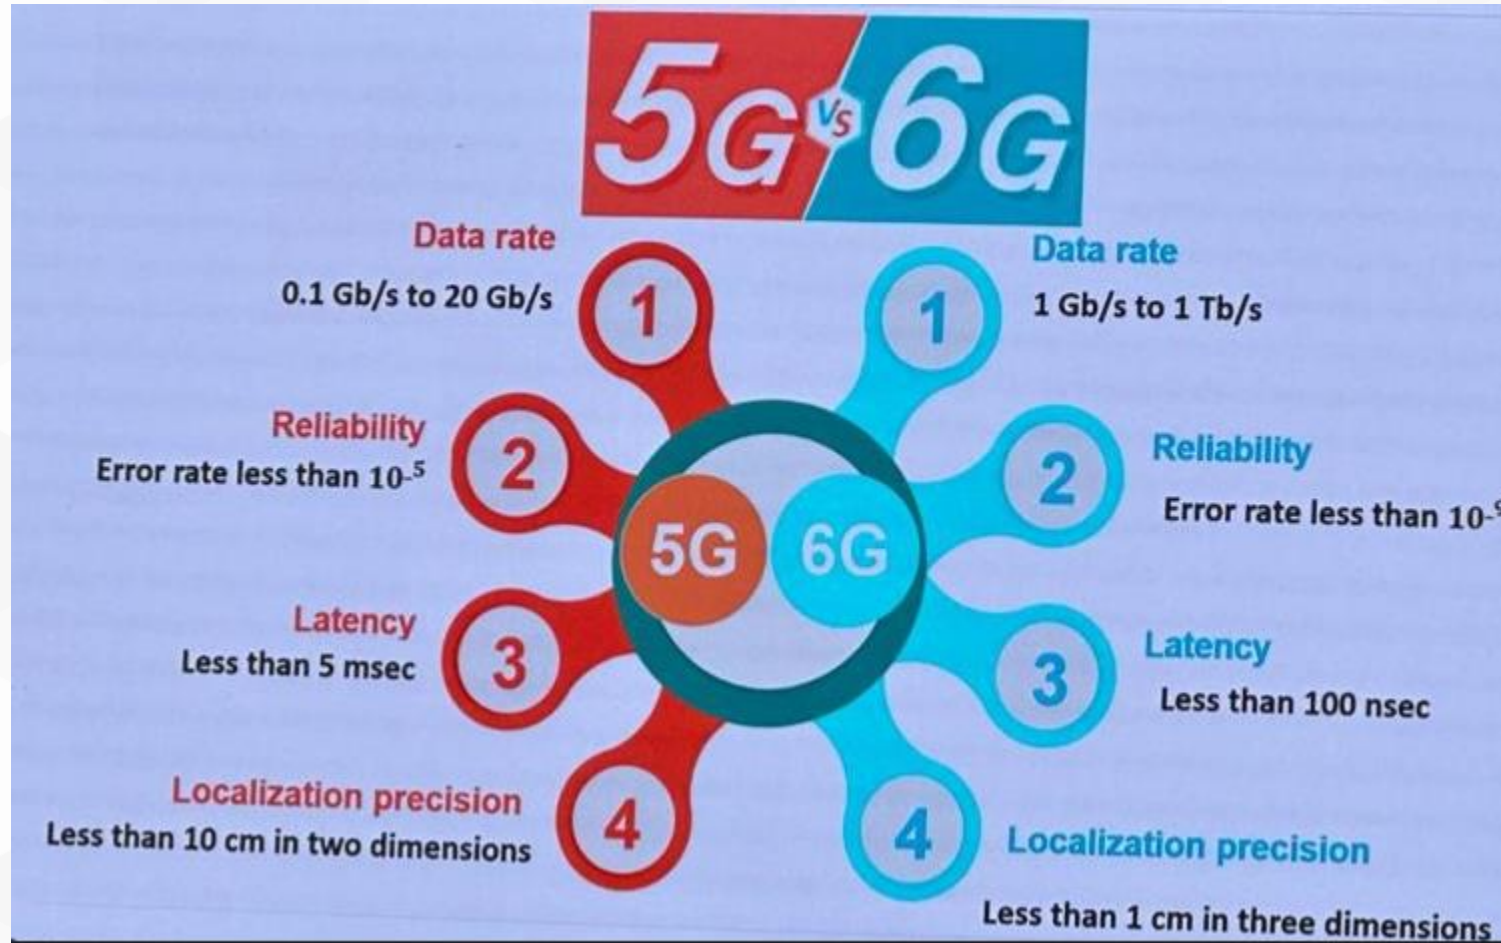 5G vs 6G
Data rate
0.1 Gb/s to 20 Gb/s
1
Reliability
Error rate less than 10-5
2
Latency
Less than 5 msec
3
Localization precision
Less than 10 cm in two dimensions
4
5G
6G
Data rate
1 Gb/s to 1 Tb/s
1
Reliability
Error rate less than 10-
2
Latency
Less than 100 nsec
3
Localization precision
Less than 1 cm in three dimensions
4